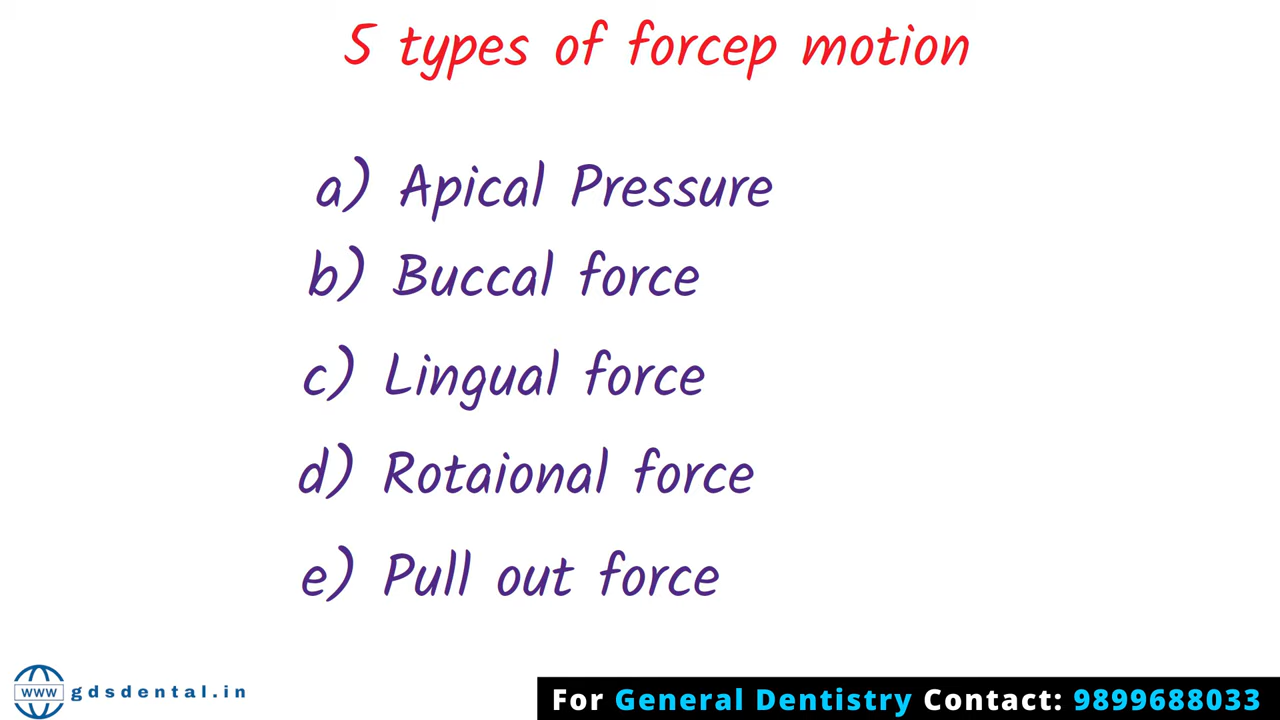 5 types of forcep motion
a) Apical Pressure
b) Buccal force
c) Lingual force
d) Rotaional force
e) Pull out force
www gdsdental.in
For General Dentistry Contact: 9899688033